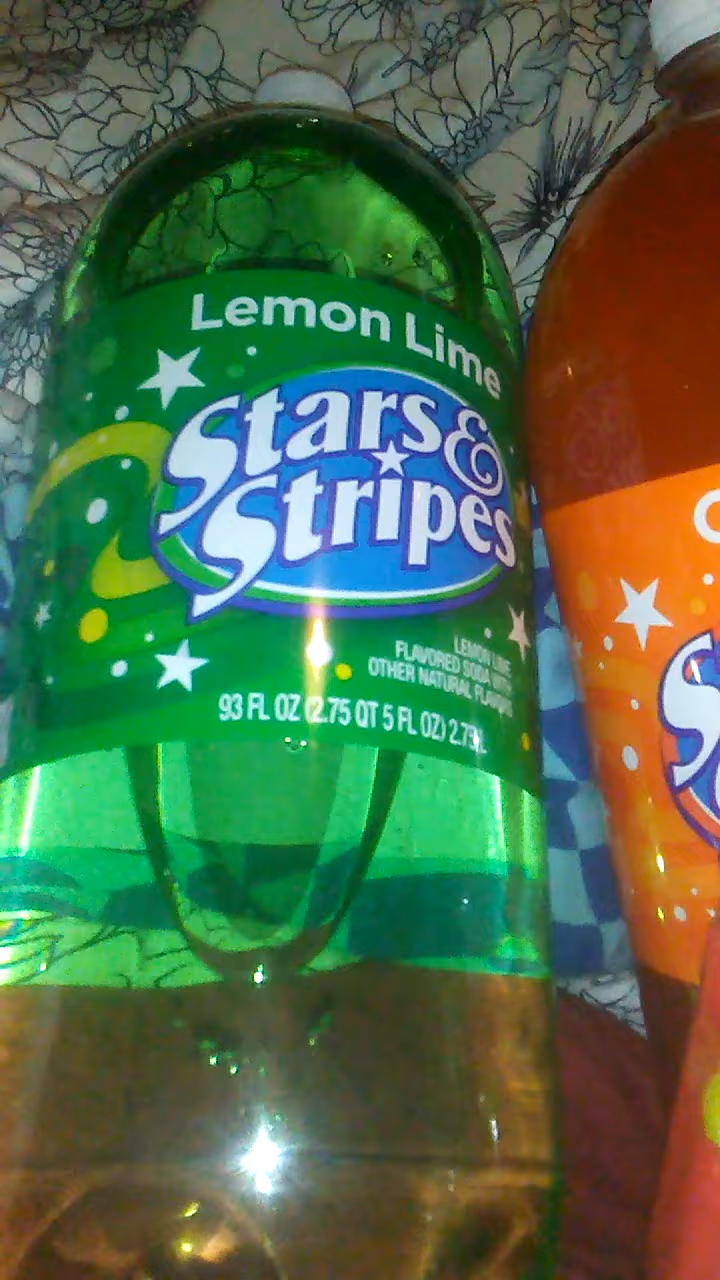 Lemon Lime
Stars &
Stripes
LEMON LIME
FLAVORED SODA WITH
OTHER NATURAL FLAVORS
93 FL OZ (2.75 QT 5 FL OZ) 2.75L